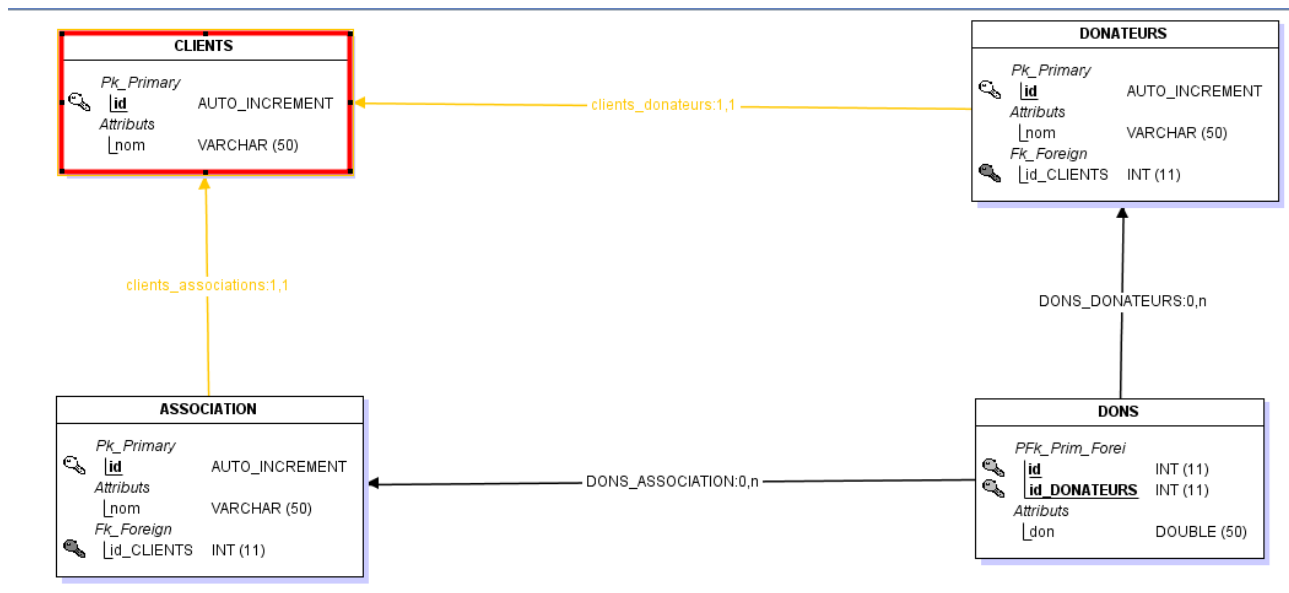 CLIENTS
Pk_Primary
id AUTO_INCREMENT
Attributs
nom VARCHAR (50)
clients_donateurs:1,1
DONATEURS
Pk_Primary
id AUTO_INCREMENT
Attributs
nom VARCHAR (50)
Fk_Foreign
id_CLIENTS INT (11)
clients_associations:1,1
DONS_DONATEURS:0,n
ASSOCIATION
Pk_Primary
id AUTO_INCREMENT
Attributs
nom VARCHAR (50)
Fk_Foreign
id_CLIENTS INT (11)
DONS_ASSOCIATION:0,n
DONS
PFk_Prim_Forei
id INT (11)
id_DONATEURS INT (11)
Attributs
don DOUBLE (50)